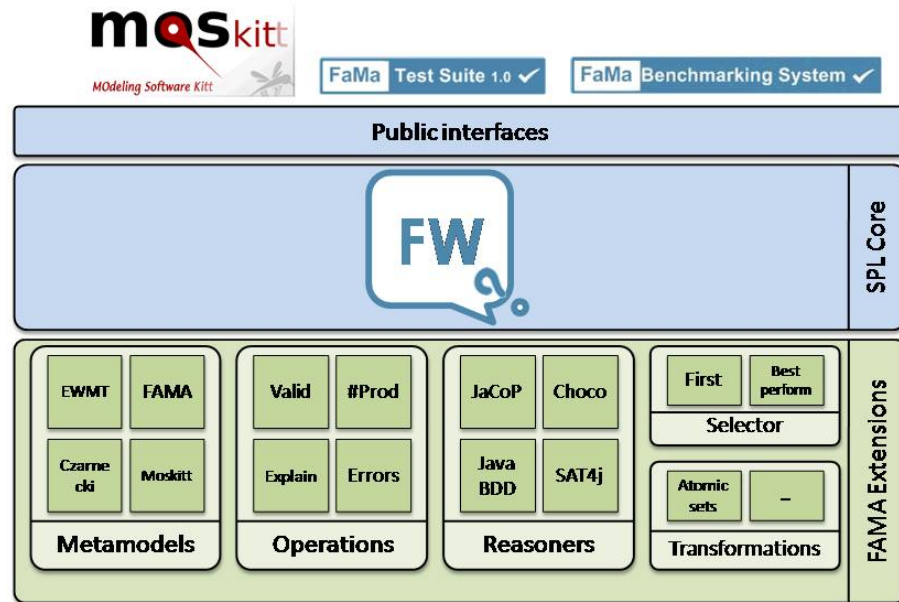 mosKitt
MOdeling Software Kitt
FaMa Test Suite 1.0
FaMa Benchmarking System
Public interfaces
FW
SPL Core
EWMT
FAMA
Czarne
cki
Moskitt
Metamodels
Valid
#Prod
Explain
Errors
Operations
JaCoP
Choco
Java
BDD
SAT4j
Reasoners
First
Best
perform
Selector
Atomic
sets
–
Transformations
FAMA Extensions